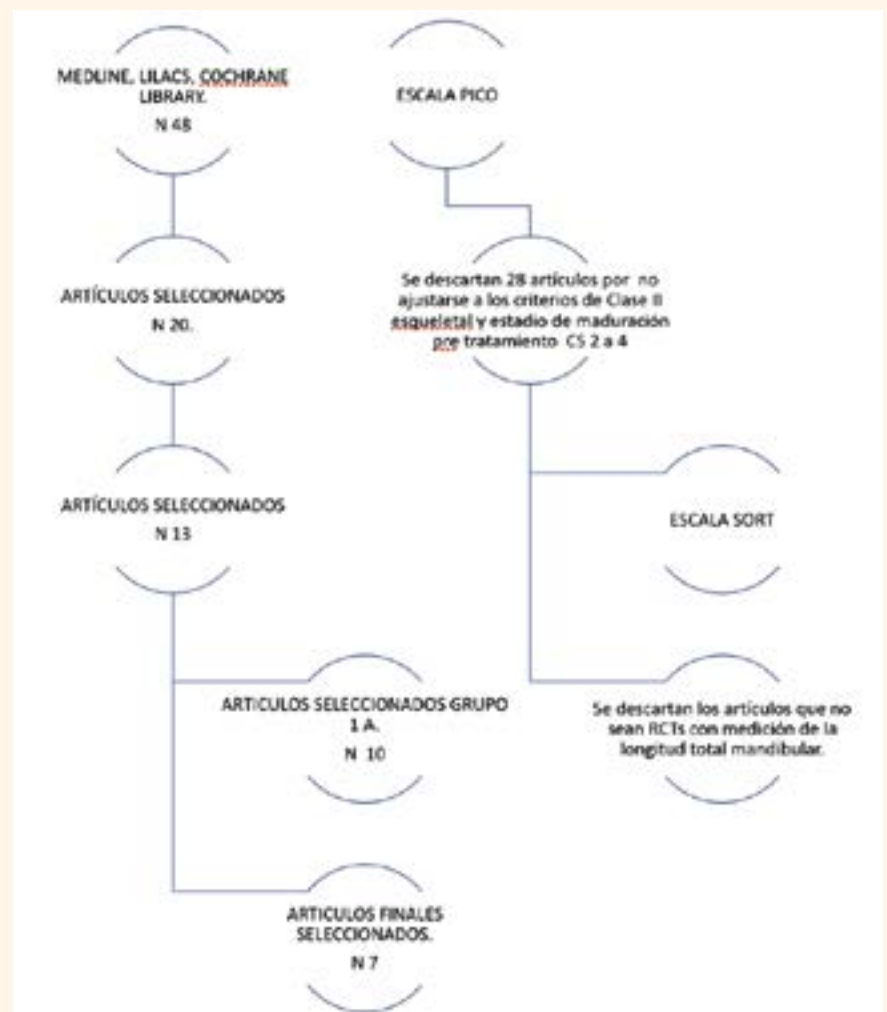 MEDLINE, LILACS, COCHRANE
LIBRARY.
N 48
ARTÍCULOS SELECCIONADOS
N 20.
ARTÍCULOS SELECCIONADOS
N 13
ARTICULOS SELECCIONADOS GRUPO
1 A.
N 10
ARTICULOS FINALES
SELECCIONADOS.
N 7
ESCALA PICO
Se descartan 28 artículos por no
ajustarse a los criterios de Clase II
esqueletal y estadio de maduración
pre tratamiento CS 2 a 4
ESCALA SORT
Se descartan los artículos que no
sean RCTs con medición de la
longitud total mandibular.